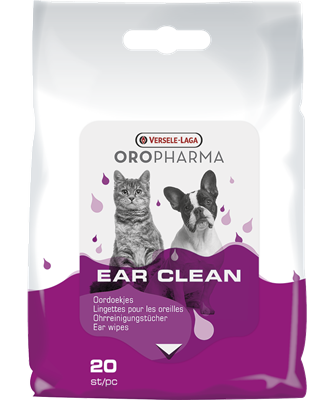 VERSELE-LAGA
OROPHARMA
EAR CLEAN
Oordoekjes
Lingettes pour les oreilles
Ohrreinigungstücher
Ear wipes
20
st/pc